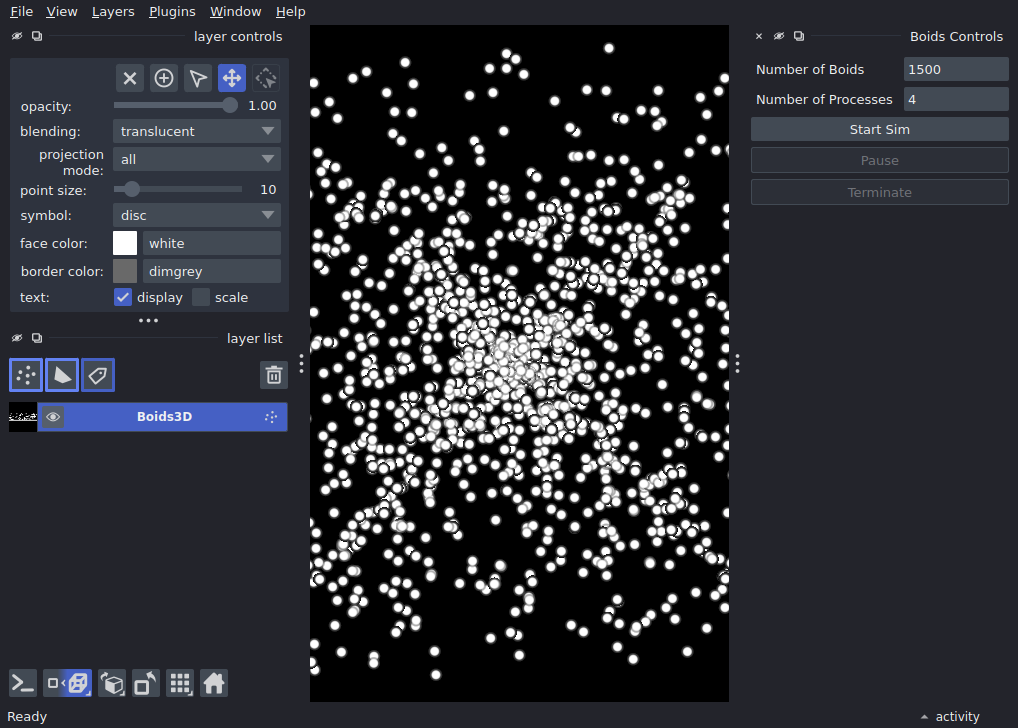 File View Layers Plugins Window Help
layer controls
opacity: 1.00
blending: translucent
projection mode: all
point size: 10
symbol: disc
face color: white
border color: dimgrey
text: display scale
layer list
Boids3D
Boids Controls
Number of Boids 1500
Number of Processes 4
Start Sim
Pause
Terminate
Ready
activity